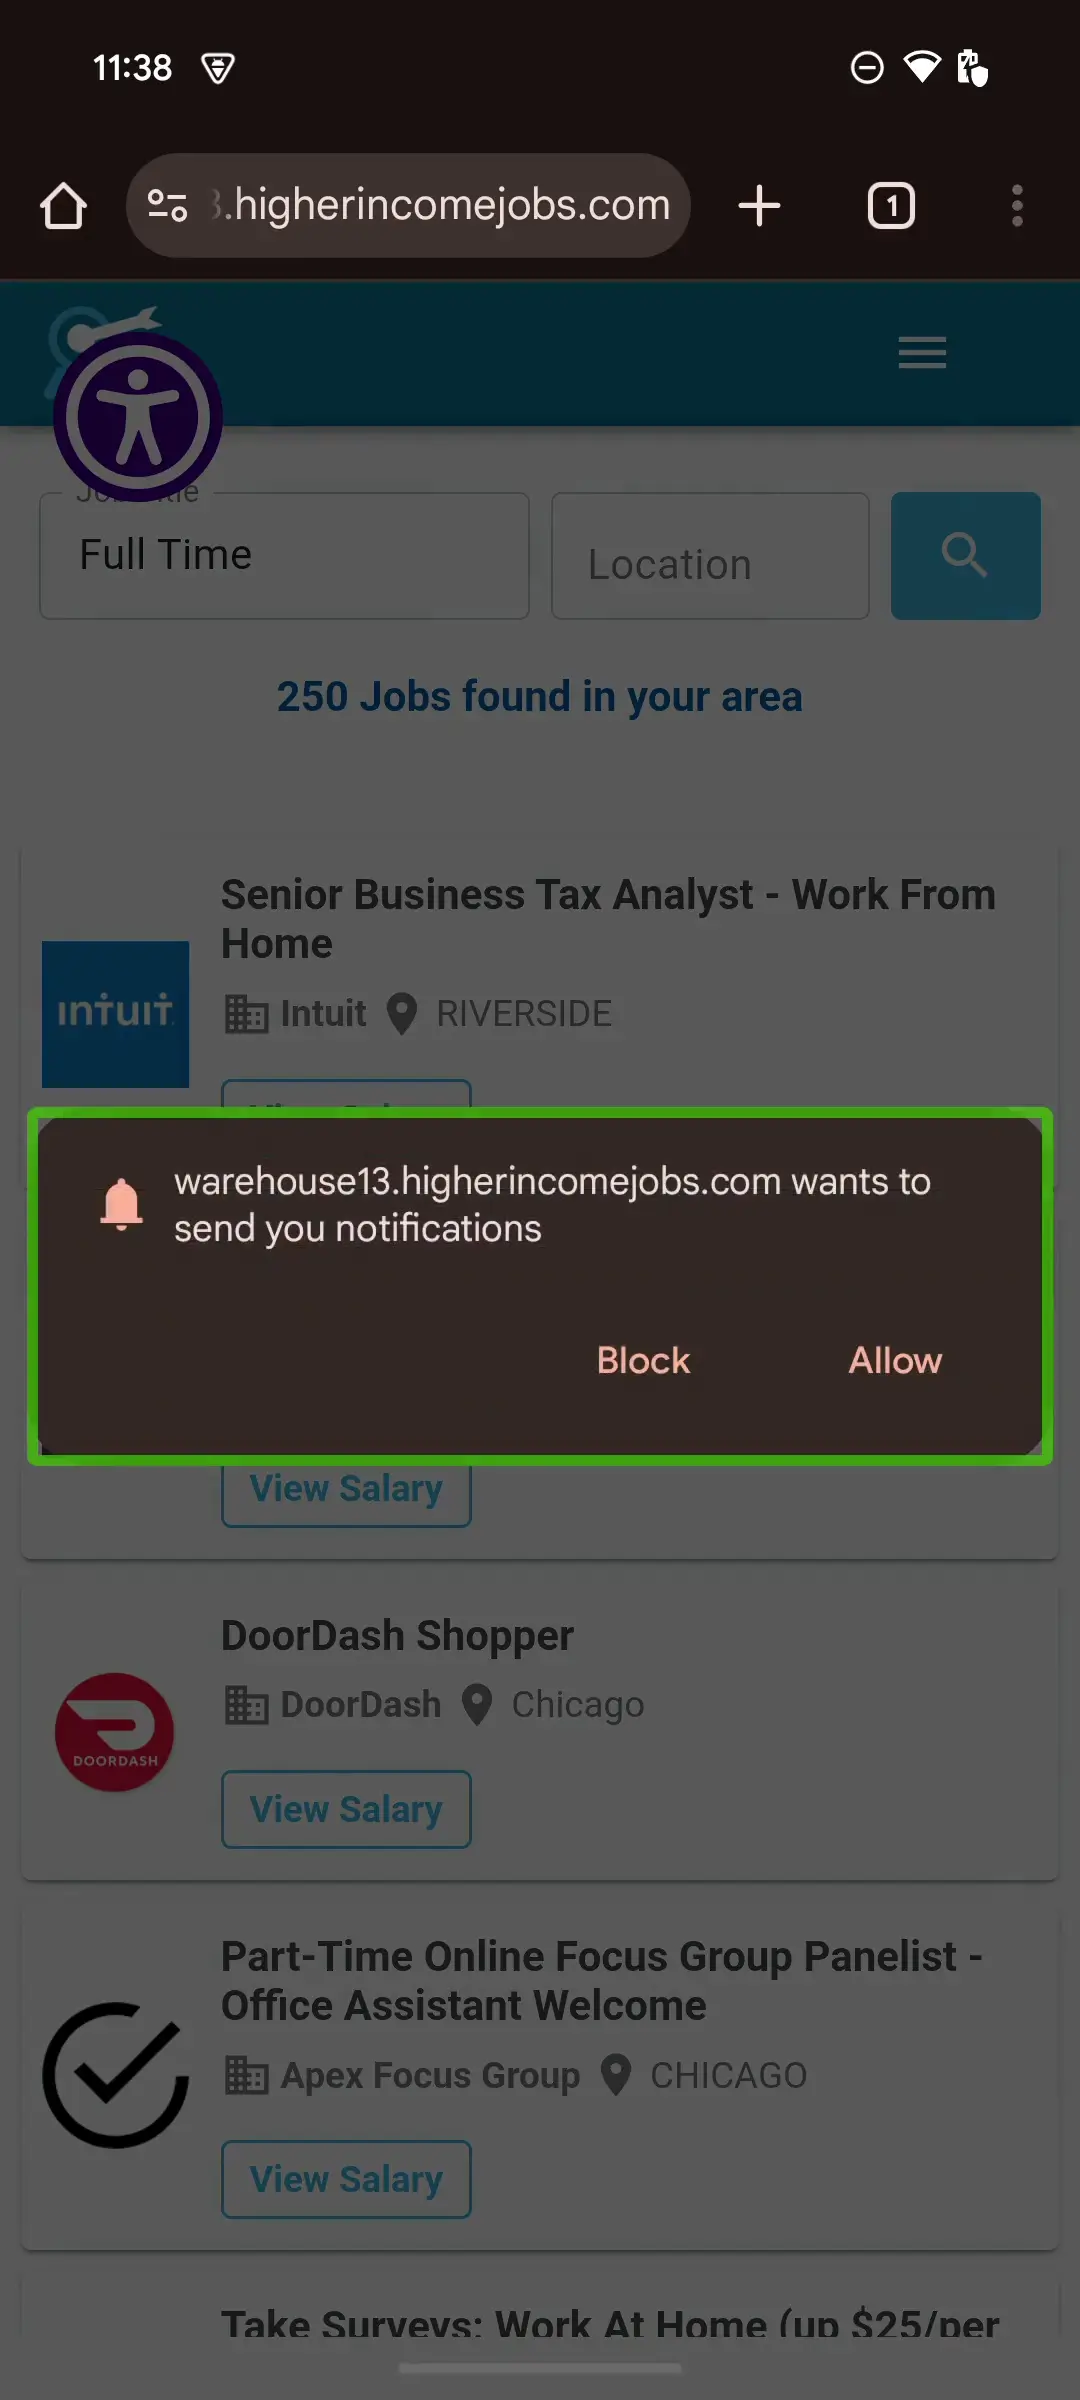 11:38
.higherincomejobs.com
1
Full Time
Location
250 Jobs found in your area
Senior Business Tax Analyst - Work From
Home
intuit
Intuit
RIVERSIDE
warehouse13.higherincomejobs.com wants to
send you notifications
Block
Allow
View Salary
DoorDash Shopper
DoorDash
Chicago
DOORDASH
View Salary
Part-Time Online Focus Group Panelist -
Office Assistant Welcome
Apex Focus Group
CHICAGO
View Salary
Take Surveys: Work At Home (up $25/per